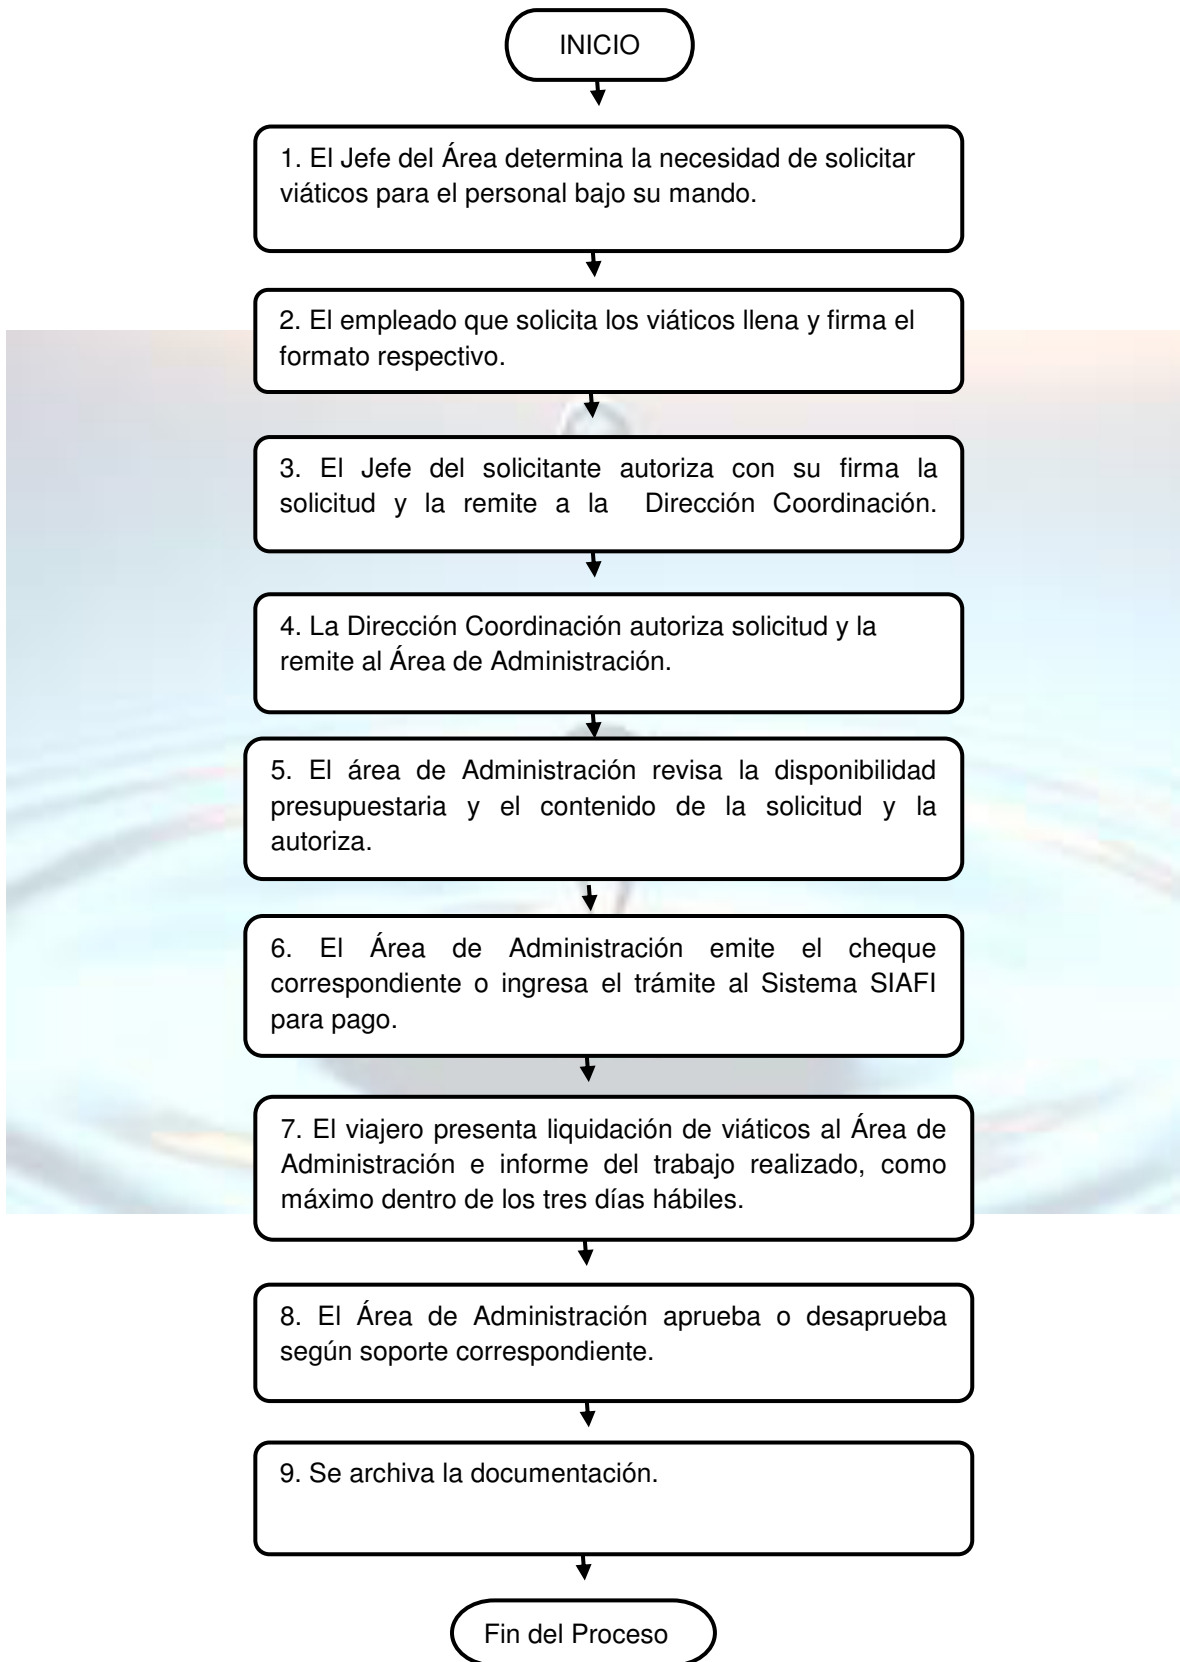 INICIO
1. El Jefe del Área determina la necesidad de solicitar
viáticos para el personal bajo su mando.
2. El empleado que solicita los viáticos llena y firma el
formato respectivo.
3. El Jefe del solicitante autoriza con su firma la
solicitud y la remite a la Dirección Coordinación.
4. La Dirección Coordinación autoriza solicitud y la
remite al Área de Administración.
5. El área de Administración revisa la disponibilidad
presupuestaria y el contenido de la solicitud y la
autoriza.
6. El Área de Administración emite el cheque
correspondiente o ingresa el trámite al Sistema SIAFI
para pago.
7. El viajero presenta liquidación de viáticos al Área de
Administración e informe del trabajo realizado, como
máximo dentro de los tres días hábiles.
8. El Área de Administración aprueba o desaprueba
según soporte correspondiente.
9. Se archiva la documentación.
Fin del Proceso